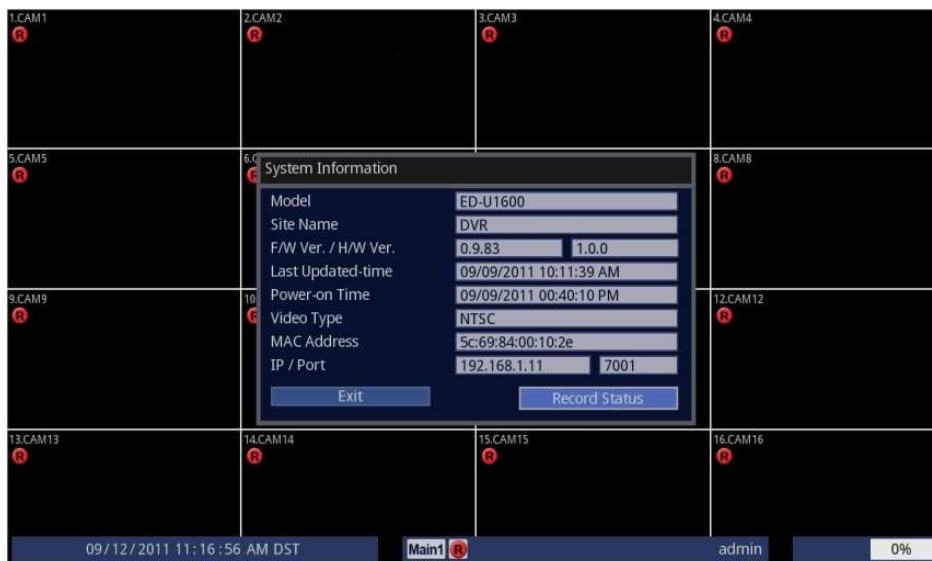 1.CAM1
2.CAM2
3.CAM3
4.CAM4
R
R
R
R
5.CAM5
6.C
8.CAM8
R
R
R
System Information
Model ED-U1600
Site Name DVR
F/W Ver. / H/W Ver. 0.9.83 1.0.0
Last Updated-time 09/09/2011 10:11:39 AM
Power-on Time 09/09/2011 00:40:10 PM
Video Type NTSC
MAC Address 5c:69:84:00:10:2e
IP / Port 192.168.1.11 7001
Exit Record Status
9.CAM9
10
12.CAM12
R
R
R
13.CAM13
14.CAM14
15.CAM15
16.CAM16
R
R
R
R
09/12/2011 11:16:56 AM DST Main1 R admin 0%